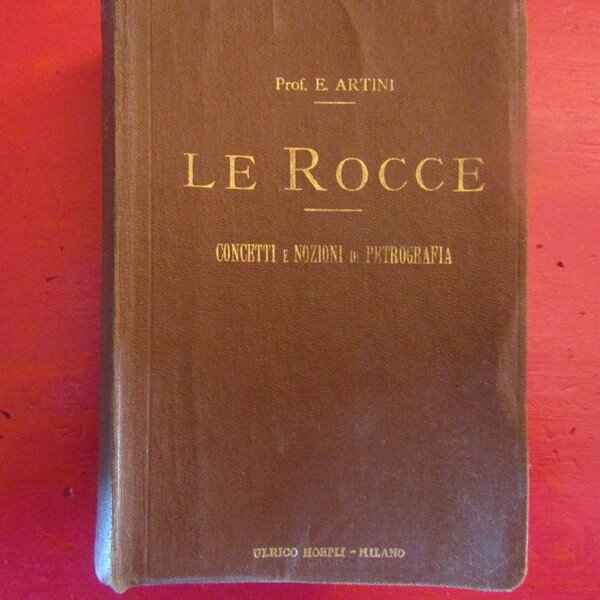 Prof. E. ARTINI
LE ROCCE
CONCETTI E NOZIONI DI PETROGRAFIA
ULRICO HOEPLI - MILANO